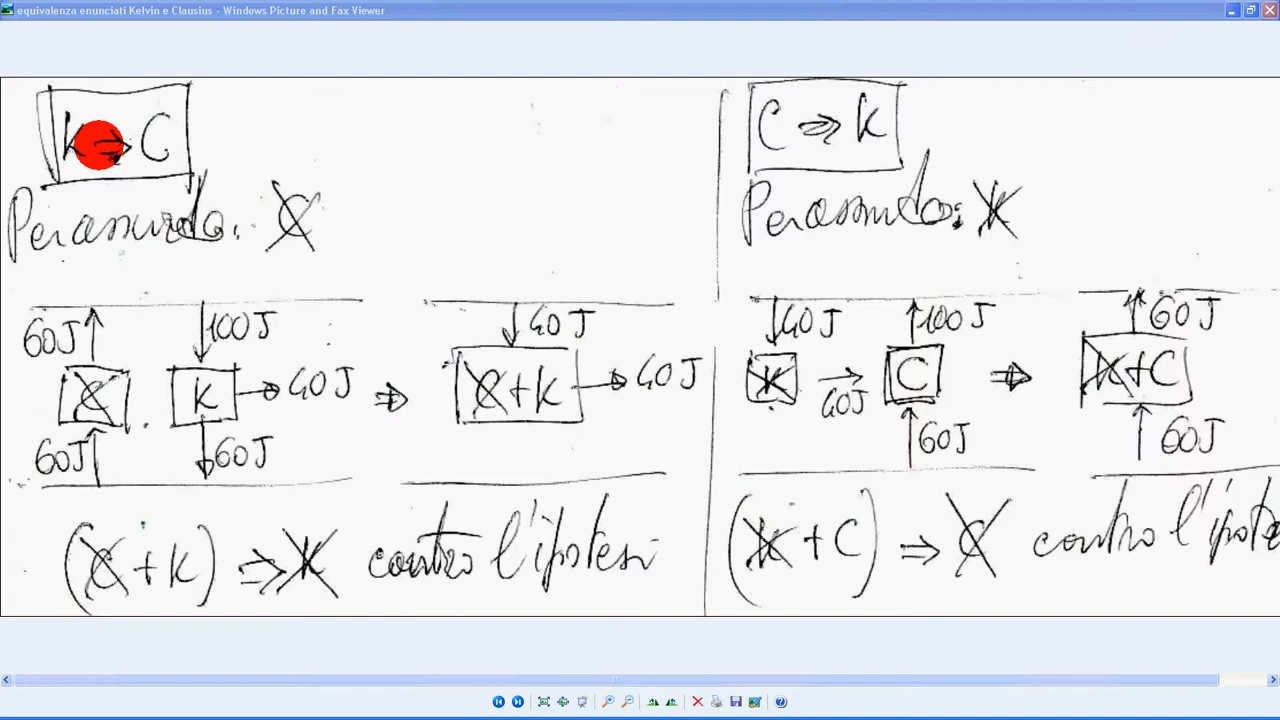 equivalenza enunciati Kelvin e Clausius - Windows Picture and Fax Viewer
K ⇒ C
Per assurdo: C̸
60J 100J
C̸ K 40J ⇒
60J 60J
40J
C̸+K 40J
(C̸ + K) ⇒ K̸ contro l'ipotesi
C ⇒ K
Per assurdo: K̸
40J 100J
K̸ 40J C ⇒
60J
60J
K̸+C
60J
(K̸ + C) ⇒ C̸ contro l'ipote